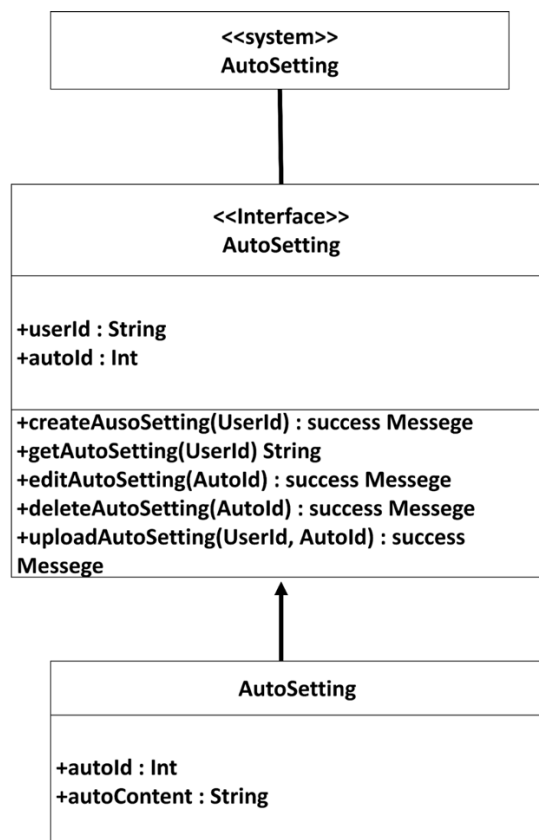 <<system>>
AutoSetting
<<Interface>>
AutoSetting
+userId : String
+autoId : Int
+createAusoSetting(UserId) : success Messege
+getAutoSetting(UserId) String
+editAutoSetting(AutoId) : success Messege
+deleteAutoSetting(AutoId) : success Messege
+uploadAutoSetting(UserId, AutoId) : success
Messege
AutoSetting
+autoId : Int
+autoContent : String